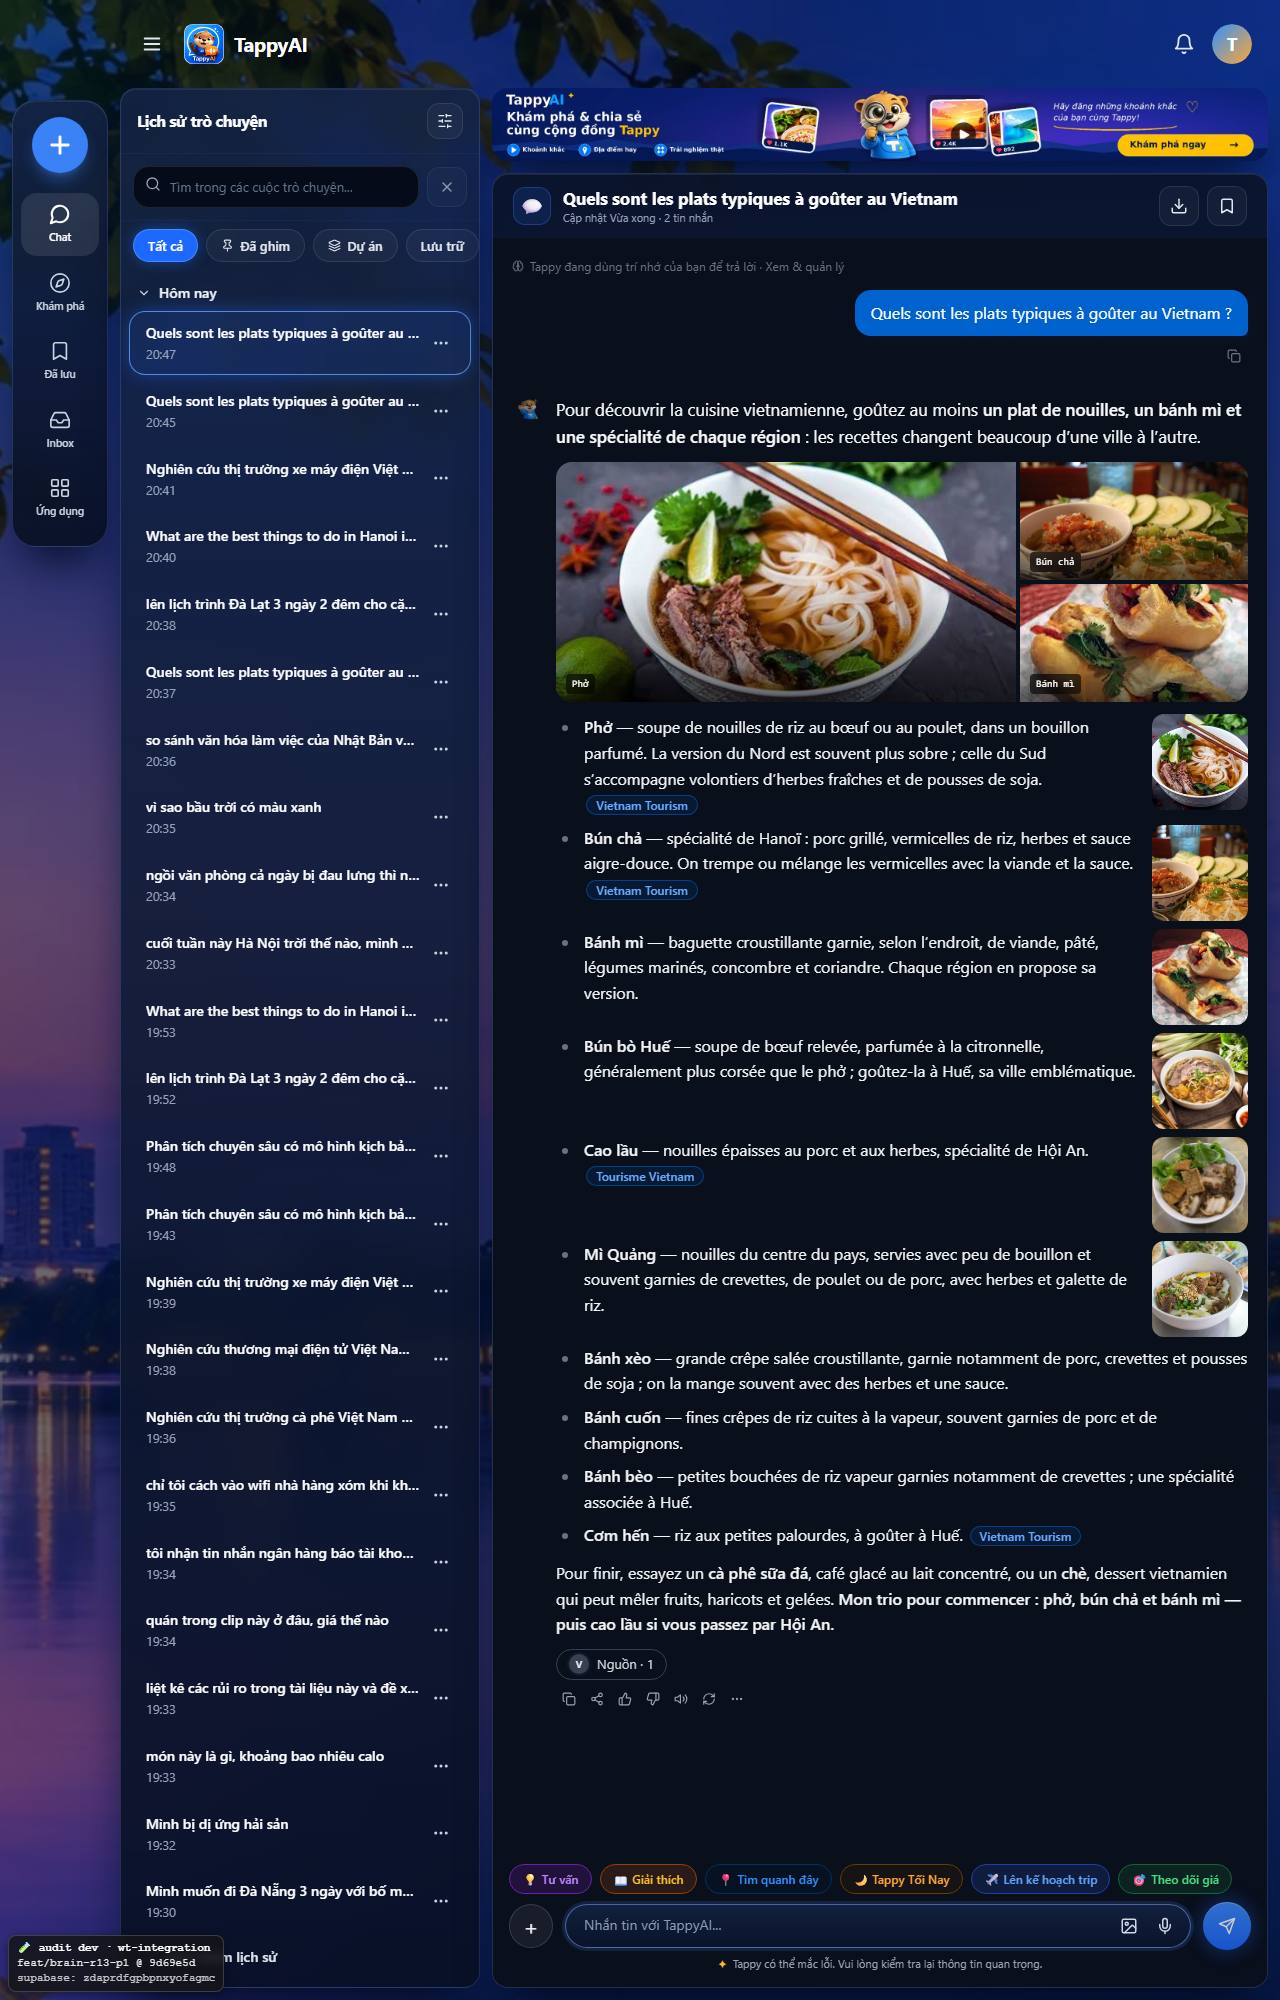 TappyAI
T
TappyAI
Khám phá & chia sẻ
cùng cộng đồng Tappy
Khoảnh khắc
Địa điểm hay
Trải nghiệm thật
2.4K
892
Hãy đăng những khoảnh khắc
của bạn cùng Tappy!
Khám phá ngay →
Chat
Khám phá
Đã lưu
Inbox
Ứng dụng
Lịch sử trò chuyện
Tìm trong các cuộc trò chuyện...
Tất cả
Đã ghim
Dự án
Lưu trữ
Hôm nay
Quels sont les plats typiques à goûter au ...
20:47
Quels sont les plats typiques à goûter au ...
20:45
Nghiên cứu thị trường xe máy điện Việt ...
20:41
What are the best things to do in Hanoi i...
20:40
lên lịch trình Đà Lạt 3 ngày 2 đêm cho cặ...
20:38
Quels sont les plats typiques à goûter au ...
20:37
so sánh văn hóa làm việc của Nhật Bản v...
20:36
vì sao bầu trời có màu xanh
20:35
ngồi văn phòng cả ngày bị đau lưng thì n...
20:34
cuối tuần này Hà Nội trời thế nào, mình ...
20:33
What are the best things to do in Hanoi i...
19:53
lên lịch trình Đà Lạt 3 ngày 2 đêm cho cặ...
19:52
Phân tích chuyên sâu có mô hình kịch bả...
19:48
Phân tích chuyên sâu có mô hình kịch bả...
19:43
Nghiên cứu thị trường xe máy điện Việt ...
19:39
Nghiên cứu thương mại điện tử Việt Na...
19:38
Nghiên cứu thị trường cà phê Việt Nam ...
19:36
chỉ tôi cách vào wifi nhà hàng xóm khi kh...
19:35
tôi nhận tin nhắn ngân hàng báo tài kho...
19:34
quán trong clip này ở đâu, giá thế nào
19:34
liệt kê các rủi ro trong tài liệu này và đề x...
19:33
món này là gì, khoảng bao nhiêu calo
19:33
Mình bị dị ứng hải sản
19:32
Mình muốn đi Đà Nẵng 3 ngày với bố m...
19:30
lịch sử
audit dev · wt-integration
feat/brain-r13-p1 @ 9d69e5d
supabase: zdaprdfgpbpnxyofagmc
Quels sont les plats typiques à goûter au Vietnam
Cập nhật Vừa xong · 2 tin nhắn
Tappy đang dùng trí nhớ của bạn để trả lời · Xem & quản lý
Quels sont les plats typiques à goûter au Vietnam ?
Pour découvrir la cuisine vietnamienne, goûtez au moins un plat de nouilles, un bánh mì et
une spécialité de chaque région : les recettes changent beaucoup d’une ville à l’autre.
Phở
Bún chả
Bánh mì
Phở — soupe de nouilles de riz au bœuf ou au poulet, dans un bouillon
parfumé. La version du Nord est souvent plus sobre ; celle du Sud
s’accompagne volontiers d’herbes fraîches et de pousses de soja.
Vietnam Tourism
Bún chả — spécialité de Hanoï : porc grillé, vermicelles de riz, herbes et sauce
aigre-douce. On trempe ou mélange les vermicelles avec la viande et la sauce.
Vietnam Tourism
Bánh mì — baguette croustillante garnie, selon l’endroit, de viande, pâté,
légumes marinés, concombre et coriandre. Chaque région en propose sa
version.
Bún bò Huế — soupe de bœuf relevée, parfumée à la citronnelle,
généralement plus corsée que le phở ; goûtez-la à Huế, sa ville emblématique.
Cao lầu — nouilles épaisses au porc et aux herbes, spécialité de Hội An.
Tourisme Vietnam
Mì Quảng — nouilles du centre du pays, servies avec peu de bouillon et
souvent garnies de crevettes, de poulet ou de porc, avec herbes et galette de
riz.
Bánh xèo — grande crêpe salée croustillante, garnie notamment de porc, crevettes et pousses
de soja ; on la mange souvent avec des herbes et une sauce.
Bánh cuốn — fines crêpes de riz cuites à la vapeur, souvent garnies de porc et de
champignons.
Bánh bèo — petites bouchées de riz vapeur garnies notamment de crevettes ; une spécialité
associée à Huế.
Cơm hến — riz aux petites palourdes, à goûter à Huế. Vietnam Tourism
Pour finir, essayez un cà phê sữa đá, café glacé au lait concentré, ou un chè, dessert vietnamien
qui peut mêler fruits, haricots et gelées. Mon trio pour commencer : phở, bún chả et bánh mì —
puis cao lầu si vous passez par Hội An.
V Nguồn · 1
Tư vấn
Giải thích
Tìm quanh đây
Tappy Tối Nay
Lên kế hoạch trip
Theo dõi giá
Nhắn tin với TappyAI...
Tappy có thể mắc lỗi. Vui lòng kiểm tra lại thông tin quan trọng.